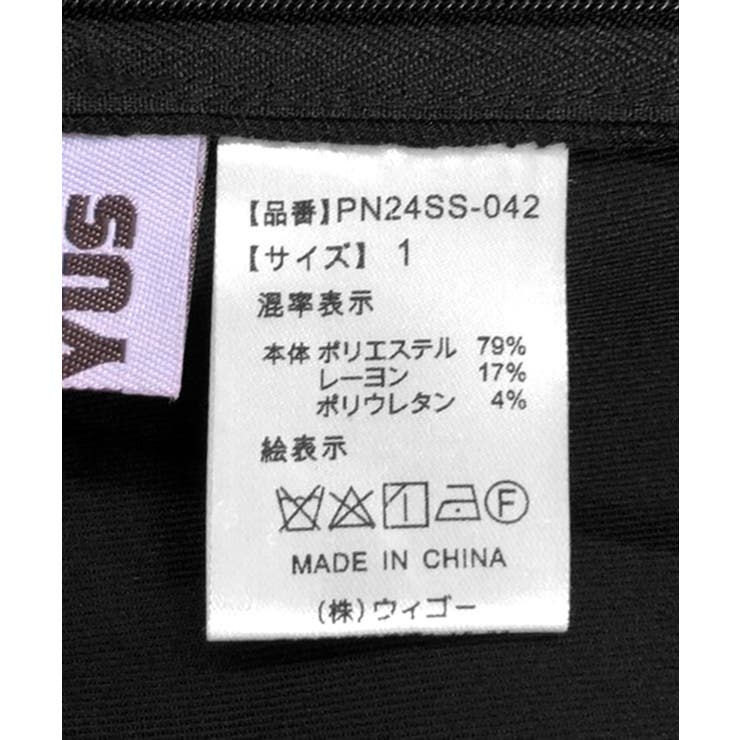 YUS
【品番】PN24SS-042
【サイズ】 1
混率表示
本体 ポリエステル 79%
レーヨン 17%
ポリウレタン 4%
絵表示
F
MADE IN CHINA
(株)ウィゴー